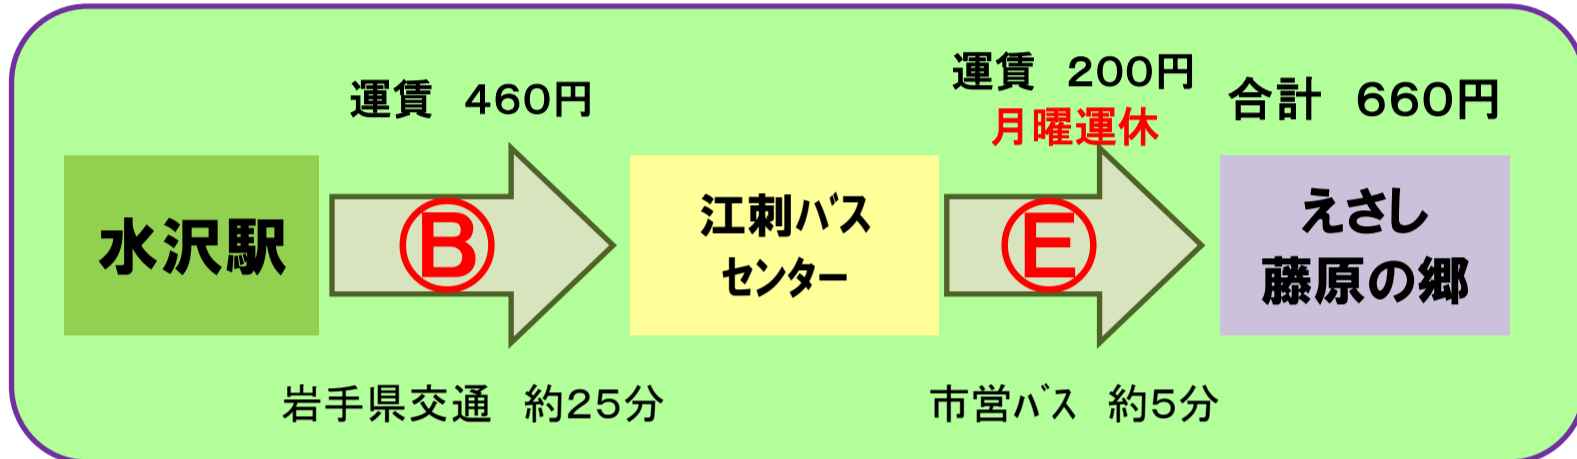 運賃　460円
運賃　200円
月曜運休
合計　660円
水沢駅
Ⓑ
江刺バス
センター
Ⓔ
えさし
藤原の郷
岩手県交通　約25分
市営バス　約5分